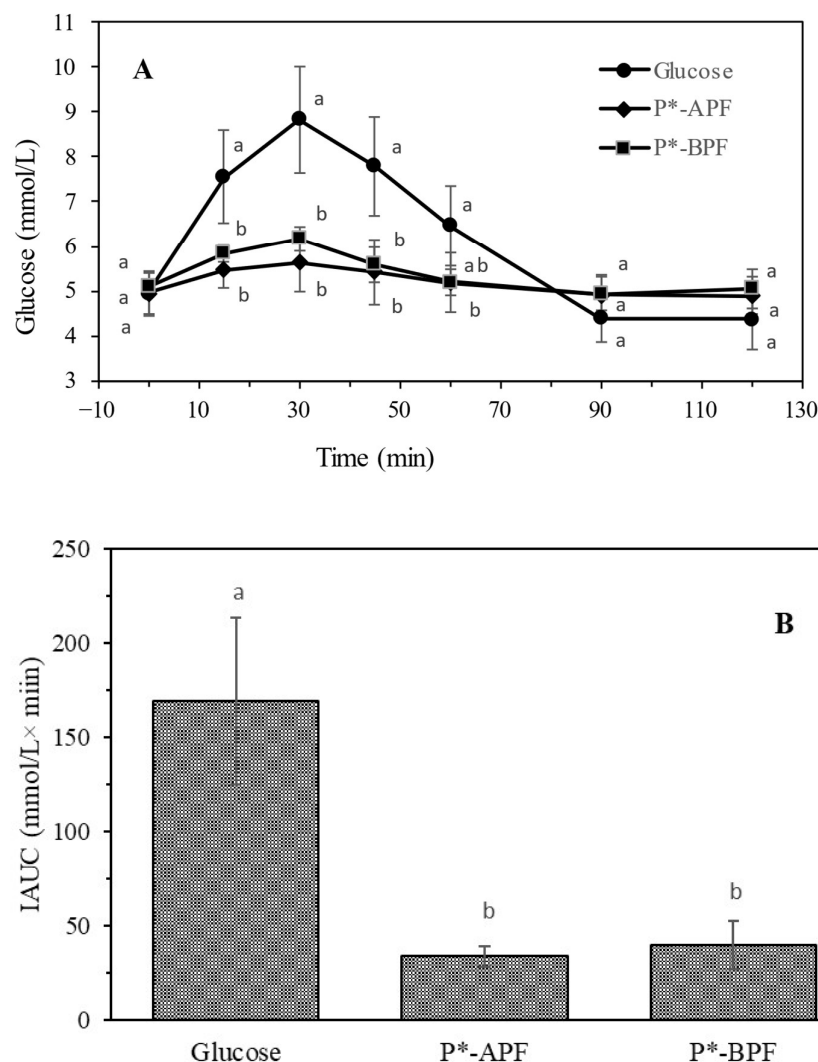 11
10
9
8
7
6
5
4
3
Glucose (mmol/L)
A
Glucose
P*-APF
P*-BPF
a
a
a
a
b
b
a
b
b
a
b
b
a
ab
b
a
a
a
a
a
a
−10
10
30
50
70
90
110
130
Time (min)
250
200
150
100
50
0
IAUC (mmol/L× miin)
B
a
b
b
Glucose
P*-APF
P*-BPF